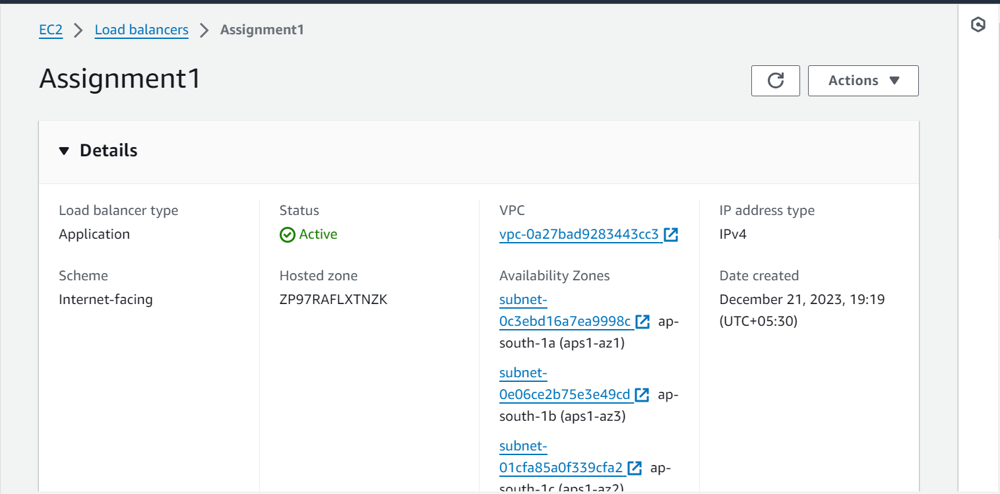 EC2 > Load balancers > Assignment1
Assignment1
Actions
Details
Load balancer type
Application
Scheme
Internet-facing
Status
Active
Hosted zone
ZP97RAFLXTNZK
VPC
vpc-0a27bad9283443cc3
Availability Zones
subnet-
0c3ebd16a7ea9998c ap-
south-1a (aps1-az1)
subnet-
0e06ce2b75e3e49cd ap-
south-1b (aps1-az3)
subnet-
01cfa85a0f339cfa2 ap-
south-1c (aps1-az2)
IP address type
IPv4
Date created
December 21, 2023, 19:19
(UTC+05:30)